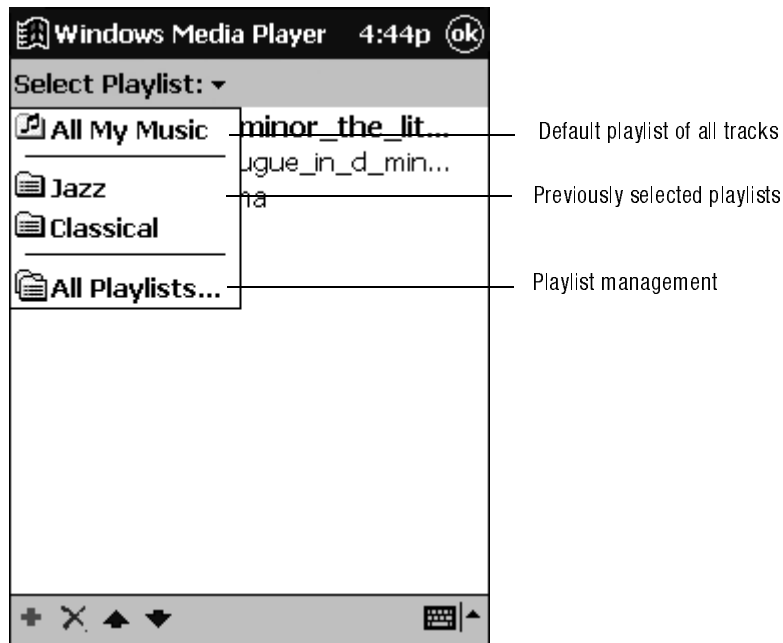 Windows Media Player 4:44p ok
Select Playlist:
All My Music
minor_the_lit...
Default playlist of all tracks
ugue_in_d_min...
Jazz
na
Previously selected playlists
Classical
All Playlists...
Playlist management